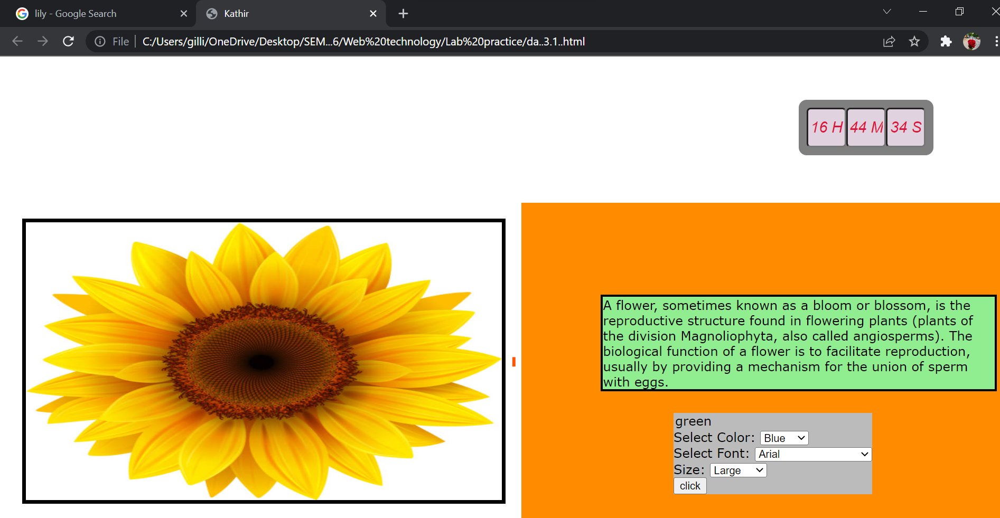 lily - Google Search
Kathir
File
C:/Users/gilli/OneDrive/Desktop/SEM...6/Web%20technology/Lab%20practice/da..3.1..html
16 H 44 M 34 S
A flower, sometimes known as a bloom or blossom, is the
reproductive structure found in flowering plants (plants of
the division Magnoliophyta, also called angiosperms). The
biological function of a flower is to facilitate reproduction,
usually by providing a mechanism for the union of sperm
with eggs.
green
Select Color: Blue
Select Font: Arial
Size: Large
click